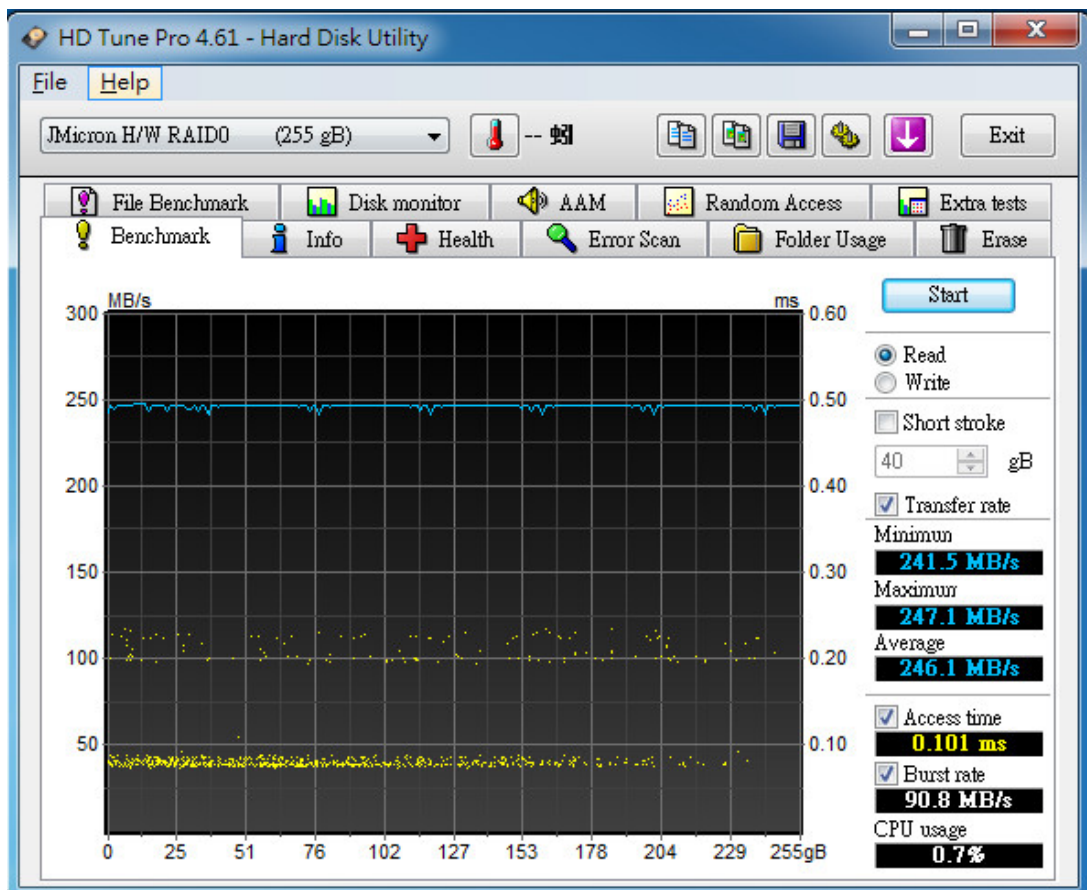 HD Tune Pro 4.61 - Hard Disk Utility
File Help
JMicron H/W RAID0 (255 gB)
-- 蚓
Exit
File Benchmark Disk monitor AAM Random Access Extra tests
Benchmark Info Health Error Scan Folder Usage Erase
Start
MB/s ms
300 0.60
250 0.50
200 0.40
150 0.30
100 0.20
50 0.10
0 25 51 76 102 127 153 178 204 229 255gB
Read
Write
Short stroke
40 gB
Transfer rate
Minimun
241.5 MB/s
Maximun
247.1 MB/s
Average
246.1 MB/s
Access time
0.101 ms
Burst rate
90.8 MB/s
CPU usage
0.7%